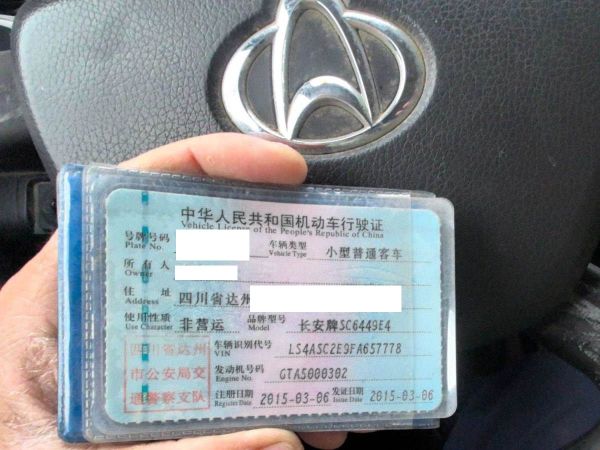 中华人民共和国机动车行驶证
Vehicle License of the People's Republic of China
号牌号码 车辆类型 小型普通客车
Plate No. Vehicle Type
所有人
Owner
住址 四川省达州
Address
使用性质 非营运 品牌型号 长安牌SC6449E4
Use Character Model
四川省达州 车辆识别代号 LS4ASC2E9FA657778
VIN
市公安局交 发动机号码 GTA5000302
Engine No.
通警察支队 注册日期 2015-03-06 发证日期 2015-03-06
Register Date Issue Date